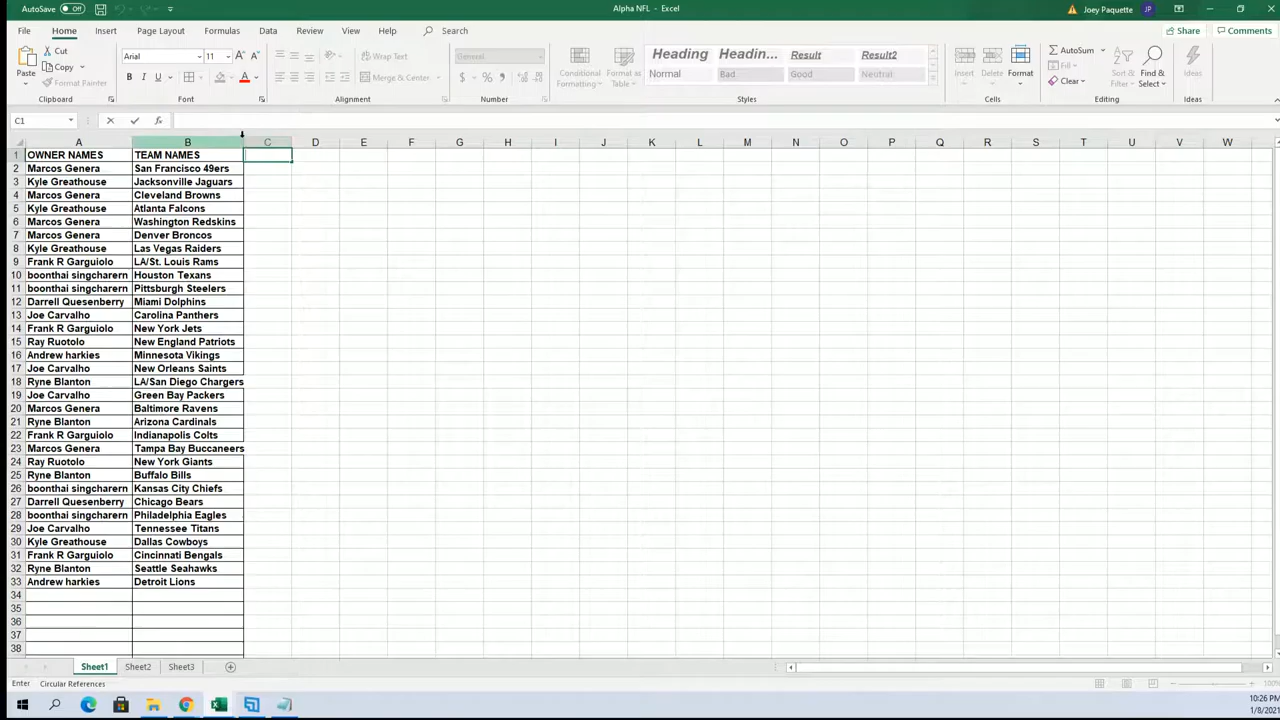 AutoSave Off Alpha NFL - Excel Joey Paquette JP
File Home Insert Page Layout Formulas Data Review View Help Search Share Comments
Cut Arial 11 Wrap Text General Heading Headin... Result Result2 AutoSum
Copy Fill
Paste Format Painter B I U Merge & Center $ % Conditional Formatting Format as Table Normal Bad Good Neutral Insert Delete Format Clear Sort & Filter Find & Select Ideas
Clipboard Font Alignment Number Styles Cells Editing Ideas
C1 fx
A B C D E F G H I J K L M N O P Q R S T U V W
1 OWNER NAMES TEAM NAMES
2 Marcos Genera San Francisco 49ers
3 Kyle Greathouse Jacksonville Jaguars
4 Marcos Genera Cleveland Browns
5 Kyle Greathouse Atlanta Falcons
6 Marcos Genera Washington Redskins
7 Marcos Genera Denver Broncos
8 Kyle Greathouse Las Vegas Raiders
9 Frank R Garguiolo LA/St. Louis Rams
10 boonthai singcharern Houston Texans
11 boonthai singcharern Pittsburgh Steelers
12 Darrell Quesenberry Miami Dolphins
13 Joe Carvalho Carolina Panthers
14 Frank R Garguiolo New York Jets
15 Ray Ruotolo New England Patriots
16 Andrew harkies Minnesota Vikings
17 Joe Carvalho New Orleans Saints
18 Ryne Blanton LA/San Diego Chargers
19 Joe Carvalho Green Bay Packers
20 Marcos Genera Baltimore Ravens
21 Ryne Blanton Arizona Cardinals
22 Frank R Garguiolo Indianapolis Colts
23 Marcos Genera Tampa Bay Buccaneers
24 Ray Ruotolo New York Giants
25 Ryne Blanton Buffalo Bills
26 boonthai singcharern Kansas City Chiefs
27 Darrell Quesenberry Chicago Bears
28 boonthai singcharern Philadelphia Eagles
29 Joe Carvalho Tennessee Titans
30 Kyle Greathouse Dallas Cowboys
31 Frank R Garguiolo Cincinnati Bengals
32 Ryne Blanton Seattle Seahawks
33 Andrew harkies Detroit Lions
34
35
36
37
38
Sheet1 Sheet2 Sheet3
Enter Circular References 100%
10:26 PM
1/8/2021